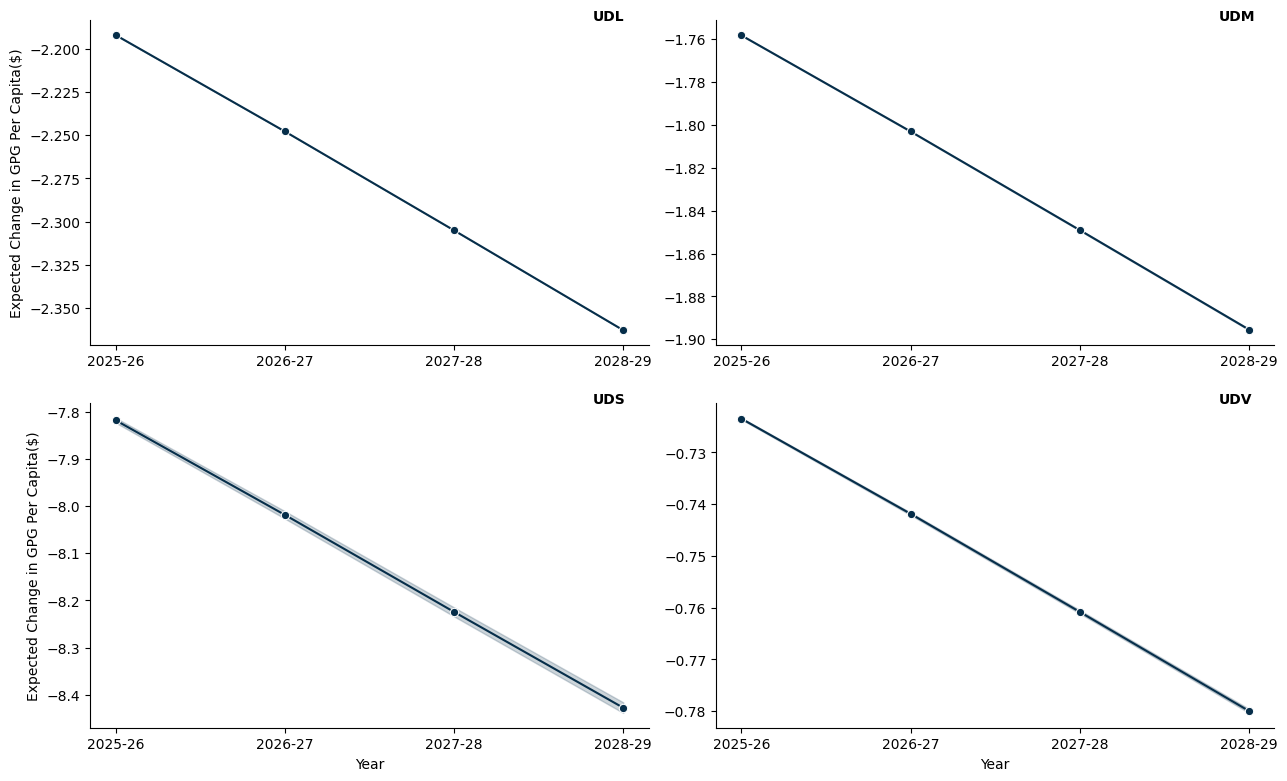 UDL
Expected Change in GPG Per Capita($)
−2.200
−2.225
−2.250
−2.275
−2.300
−2.325
−2.350
2025-26 2026-27 2027-28 2028-29
UDM
−1.76
−1.78
−1.80
−1.82
−1.84
−1.86
−1.88
−1.90
2025-26 2026-27 2027-28 2028-29
UDS
Expected Change in GPG Per Capita($)
−7.8
−7.9
−8.0
−8.1
−8.2
−8.3
−8.4
2025-26 2026-27 2027-28 2028-29
Year
UDV
−0.73
−0.74
−0.75
−0.76
−0.77
−0.78
2025-26 2026-27 2027-28 2028-29
Year